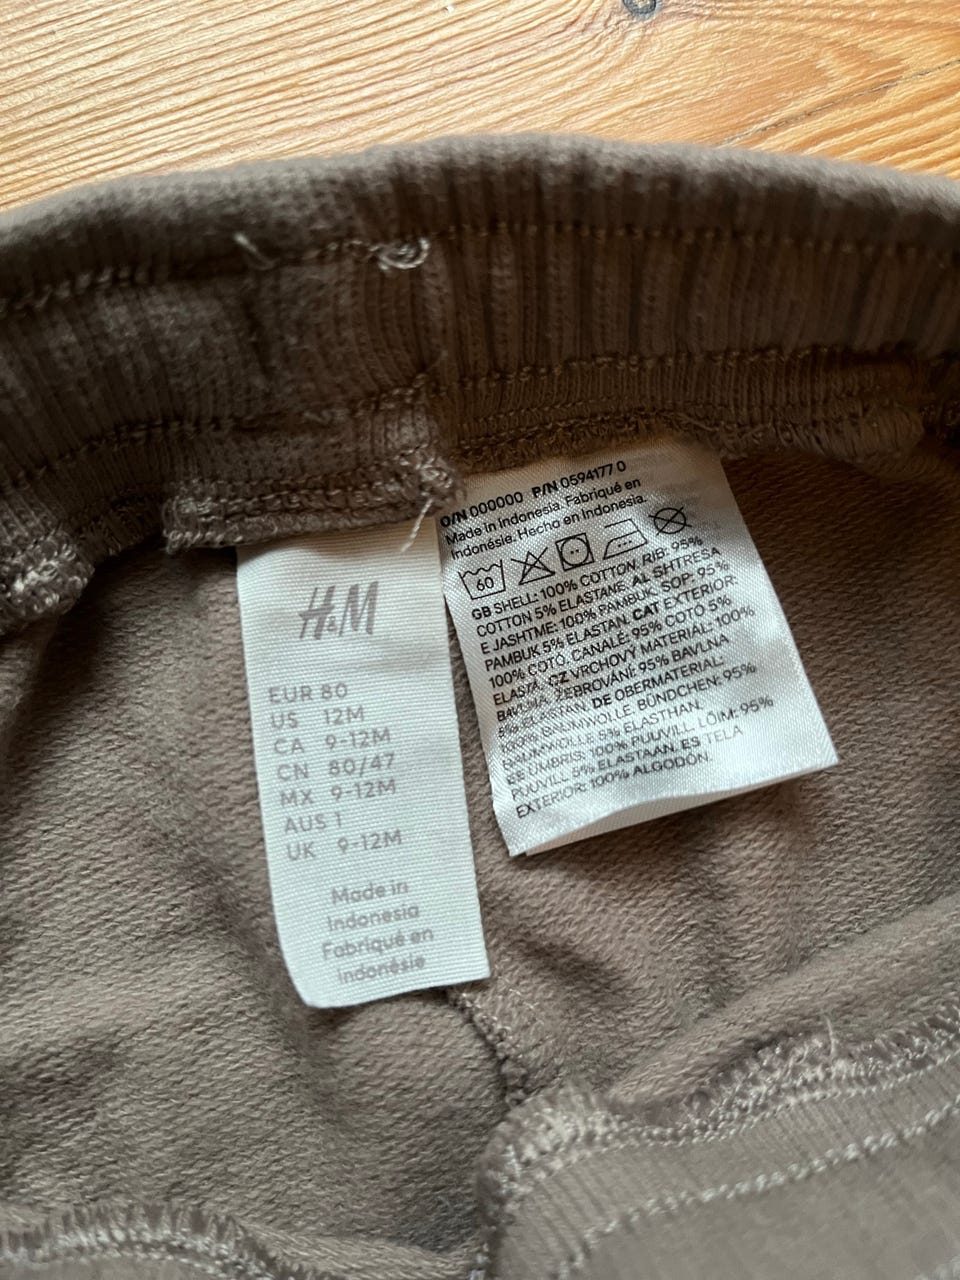 H&M
EUR 80
US 12M
CA 9-12M
CN 80/47
MX 9-12M
AUS 1
UK 9-12M
Made in
Indonesia
Fabriqué en
Indonésie
O/N 000000 P/N 0594177 0
Made in Indonesia. Fabriqué en
Indonésie. Hecho en Indonesia.
60
GB SHELL: 100% COTTON. RIB: 95%
COTTON 5% ELASTANE. AL SHTRESA
E JASHTME: 100% PAMBUK. SOP: 95%
PAMBUK 5% ELASTAN. CAT EXTERIOR:
100% COTÓ. CANALÉ: 95% COTÓ 5%
ELASTÀ. CZ VRCHOVÝ MATERIÁL: 100%
BAVLNA. ŽEBROVÁNÍ: 95% BAVLNA
5% ELASTAN. DE OBERMATERIAL:
100% BAUMWOLLE. BÜNDCHEN: 95%
BAUMWOLLE 5% ELASTHAN.
EE ÜMBRIS: 100% PUUVILL. LÕIM: 95%
PUUVILL 5% ELASTAAN. ES TELA
EXTERIOR: 100% ALGODÓN.